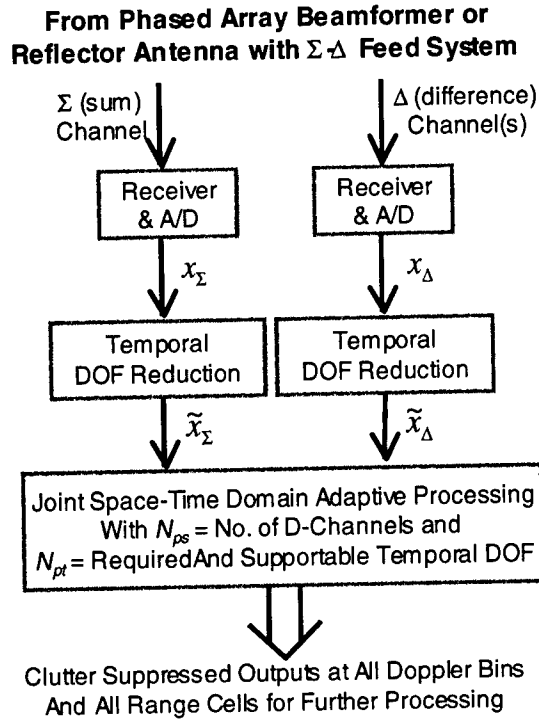 From Phased Array Beamformer or
Reflector Antenna with Σ-Δ Feed System
Σ (sum)
Channel
Δ (difference)
Channel(s)
Receiver
& A/D
Receiver
& A/D
x_Σ
x_Δ
Temporal
DOF Reduction
Temporal
DOF Reduction
x̃_Σ
x̃_Δ
Joint Space-Time Domain Adaptive Processing
With N_ps = No. of D-Channels and
N_pt = Required And Supportable Temporal DOF
Clutter Suppressed Outputs at All Doppler Bins
And All Range Cells for Further Processing